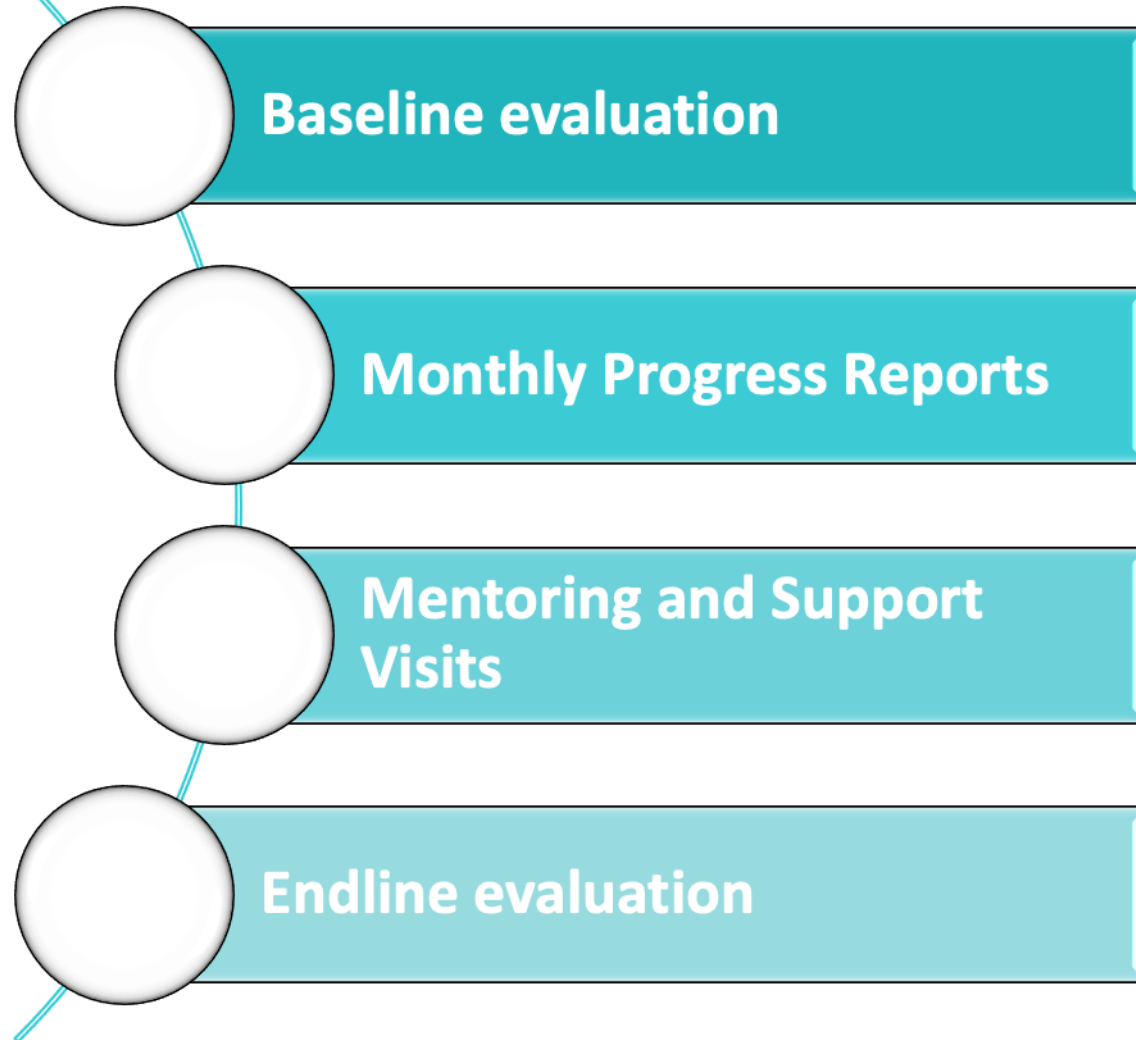 Baseline evaluation
Monthly Progress Reports
Mentoring and Support
Visits
Endline evaluation